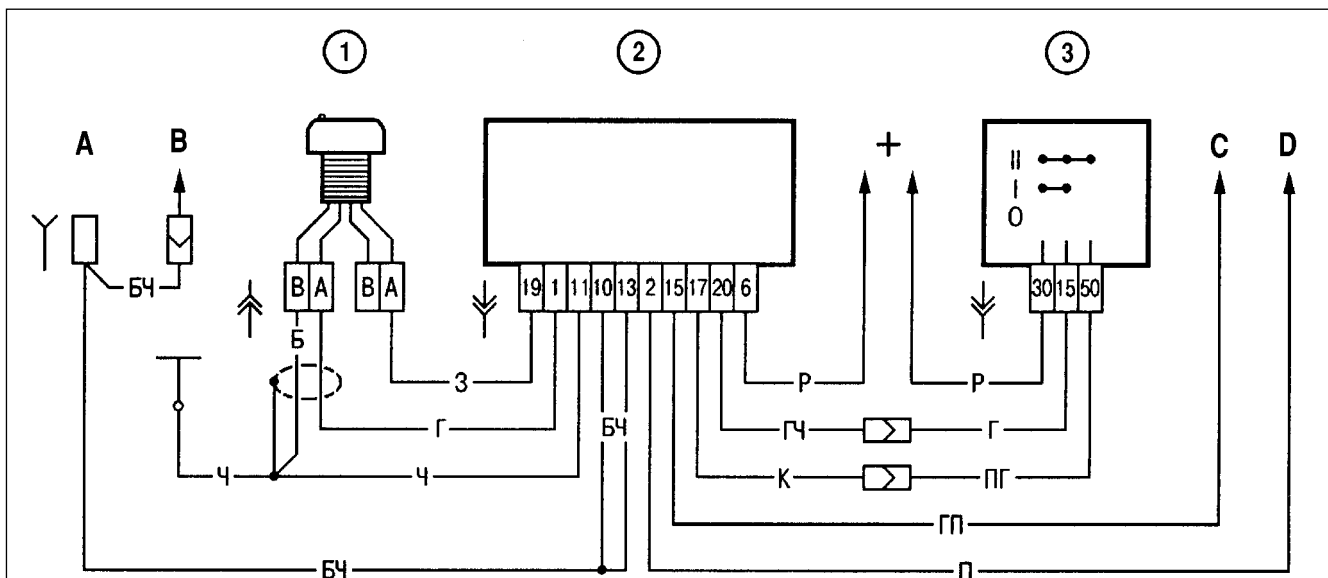 1 2 3
A B + C D
II
I
0
БЧ
В А В А 19 1 11 10 13 2 15 17 20 6 30 15 50
Б
З Р Р
Г БЧ ГЧ Г
Ч Ч К ПГ
ГП
БЧ П